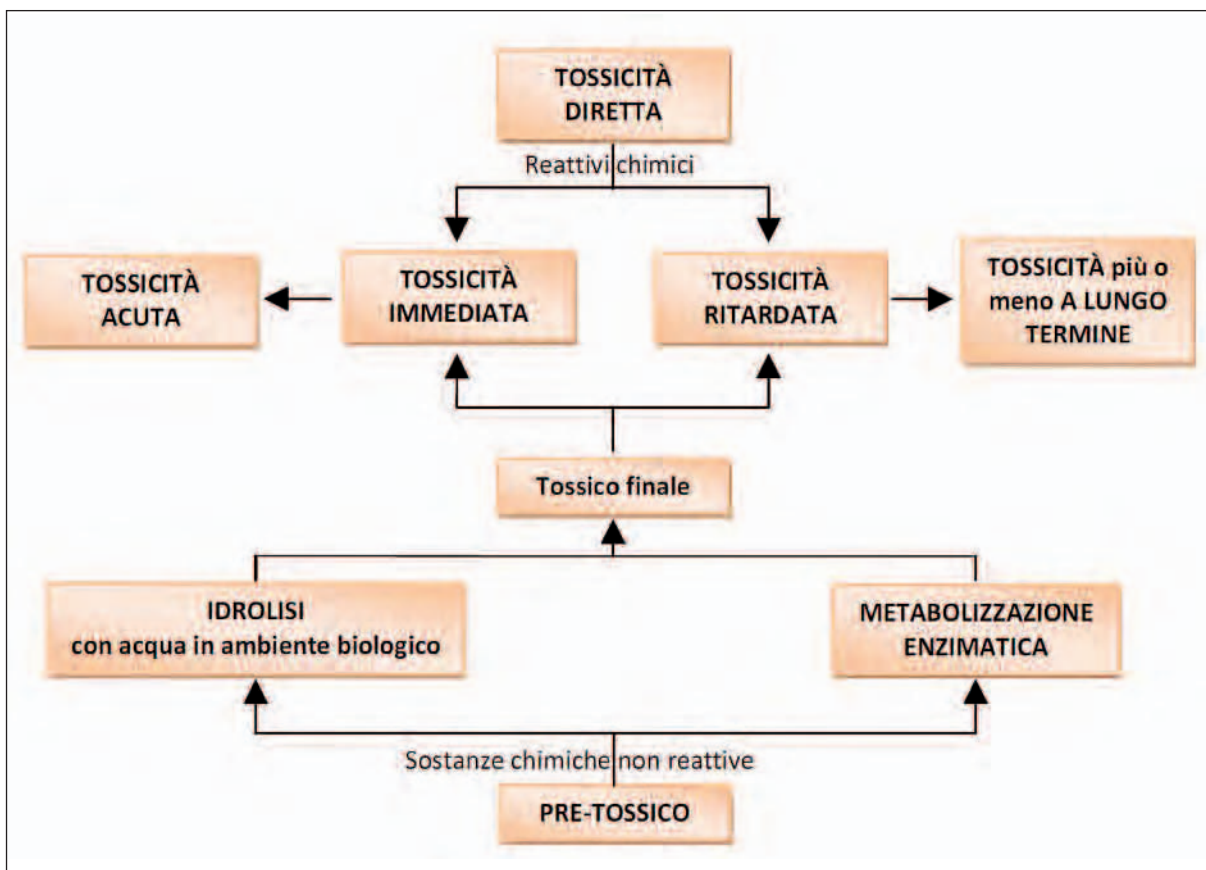 TOSSICITÀ
DIRETTA
Reattivi chimici
TOSSICITÀ
ACUTA
TOSSICITÀ
IMMEDIATA
TOSSICITÀ
RITARDATA
TOSSICITÀ più o
meno A LUNGO
TERMINE
Tossico finale
IDROLISI
con acqua in ambiente biologico
METABOLIZZAZIONE
ENZIMATICA
Sostanze chimiche non reattive
PRE-TOSSICO